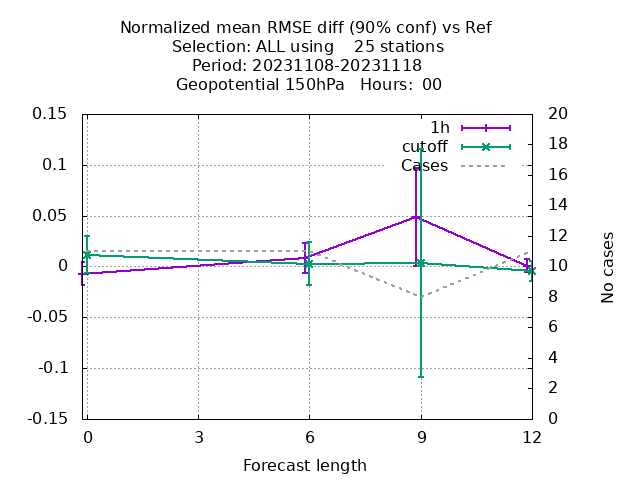 Normalized mean RMSE diff (90% conf) vs Ref
Selection: ALL using    25 stations
Period: 20231108-20231118
Geopotential 150hPa   Hours:  00
0.15
0.1
0.05
0
-0.05
-0.1
-0.15
1h
cutoff
Cases
20
18
16
14
12
10
8
6
4
2
0
No cases
0
3
6
9
12
Forecast length